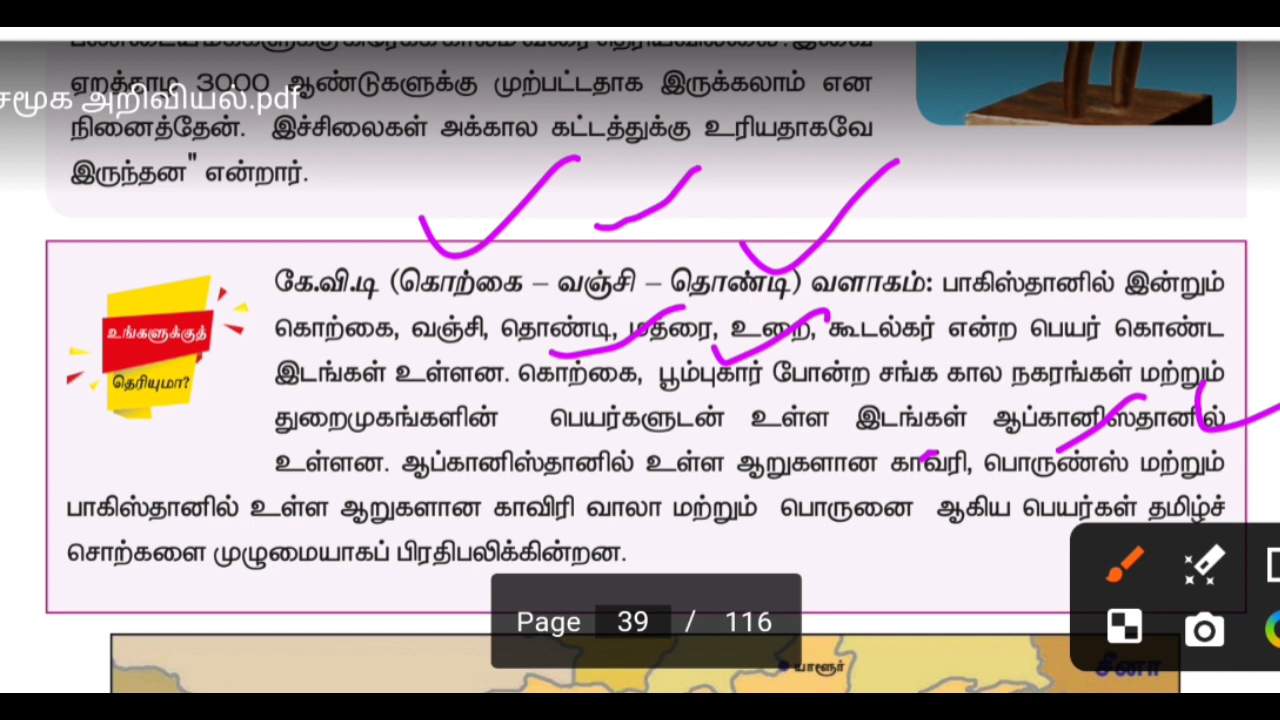 ஏறத்தாழ 3000 ஆண்டுகளுக்கு முற்பட்டதாக இருக்கலாம் என
சமூக அறிவியல்.pdf
நினைத்தேன். இச்சிலைகள் அக்கால கட்டத்துக்கு உரியதாகவே
இருந்தன" என்றார்.
உங்களுக்குத்
தெரியுமா?
கே.வி.டி (கொற்கை – வஞ்சி – தொண்டி) வளாகம்: பாகிஸ்தானில் இன்றும்
கொற்கை, வஞ்சி, தொண்டி, மத்ரை, உறை, கூடல்கர் என்ற பெயர் கொண்ட
இடங்கள் உள்ளன. கொற்கை, பூம்புகார் போன்ற சங்க கால நகரங்கள் மற்றும்
துறைமுகங்களின் பெயர்களுடன் உள்ள இடங்கள் ஆப்கானிஸ்தானில்
உள்ளன. ஆப்கானிஸ்தானில் உள்ள ஆறுகளான காவ்ரி, பொருண்ஸ் மற்றும்
பாகிஸ்தானில் உள்ள ஆறுகளான காவிரி வாலா மற்றும் பொருனை ஆகிய பெயர்கள் தமிழ்ச்
சொற்களை முழுமையாகப் பிரதிபலிக்கின்றன.
Page 39 / 116
யாளூர்
சீனா